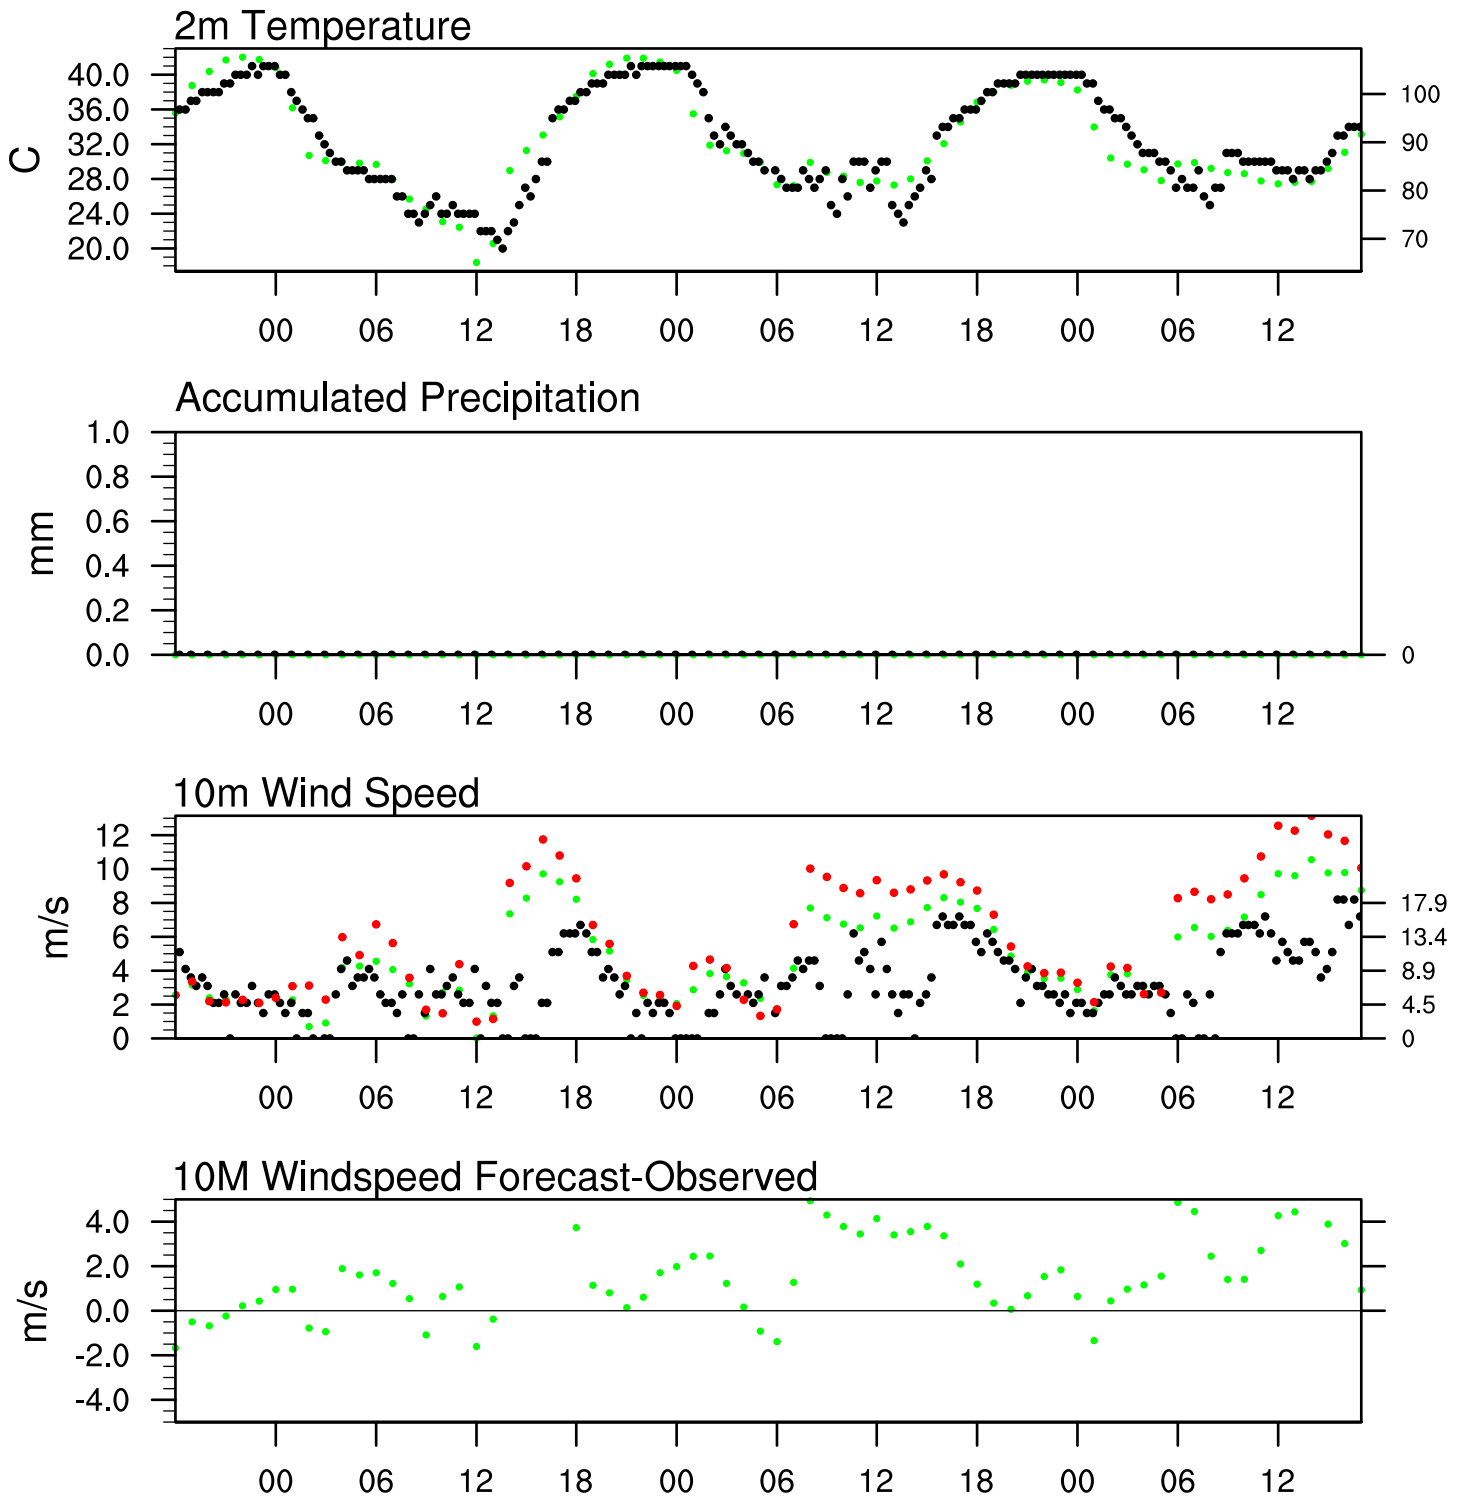 2m Temperature
C
40.0
36.0
32.0
28.0
24.0
20.0
100
90
80
70
00 06 12 18 00 06 12 18 00 06 12
Accumulated Precipitation
mm
1.0
0.8
0.6
0.4
0.2
0.0
0
00 06 12 18 00 06 12 18 00 06 12
10m Wind Speed
m/s
12
10
8
6
4
2
0
17.9
13.4
8.9
4.5
0
00 06 12 18 00 06 12 18 00 06 12
10M Windspeed Forecast-Observed
m/s
4.0
2.0
0.0
-2.0
-4.0
00 06 12 18 00 06 12 18 00 06 12